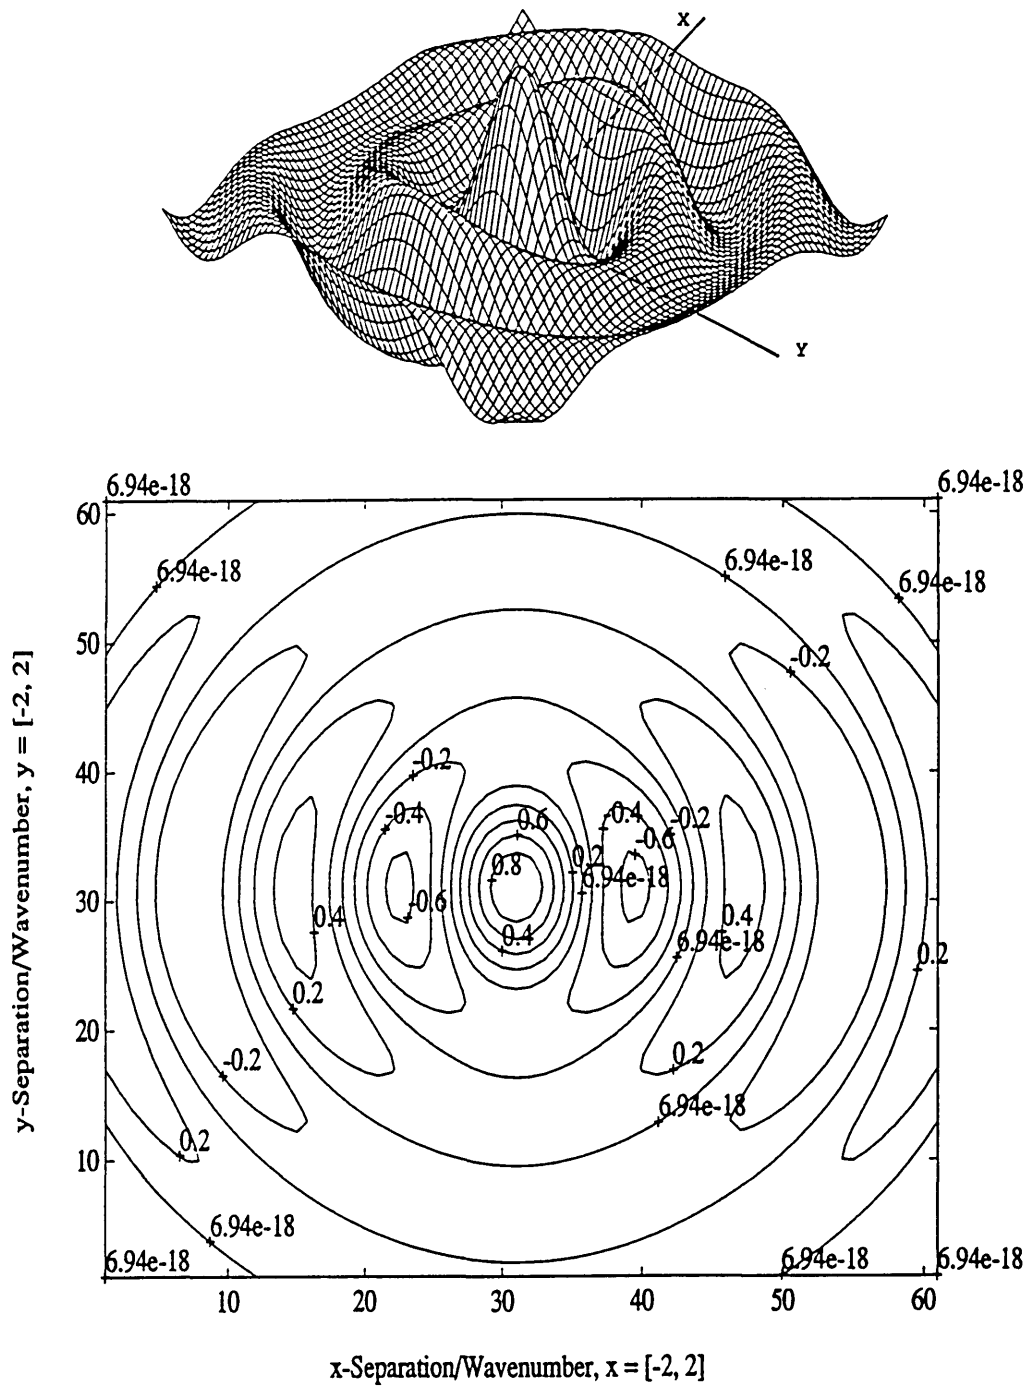 X
Y
6.94e-18 6.94e-18
60
6.94e-18 6.94e-18 6.94e-18
50
-0.2
40
-0.2
-0.4 0.6 -0.4 -0.2
-0.6
0.8 0.2 6.94e-18
30
-0.6
0.4 0.4 0.4
6.94e-18
0.2
0.2
20
-0.2 0.2
6.94e-18
0.2
10
6.94e-18
6.94e-18 6.94e-18 6.94e-18
10 20 30 40 50 60
y-Separation/Wavenumber, y = [-2, 2]
x-Separation/Wavenumber, x = [-2, 2]